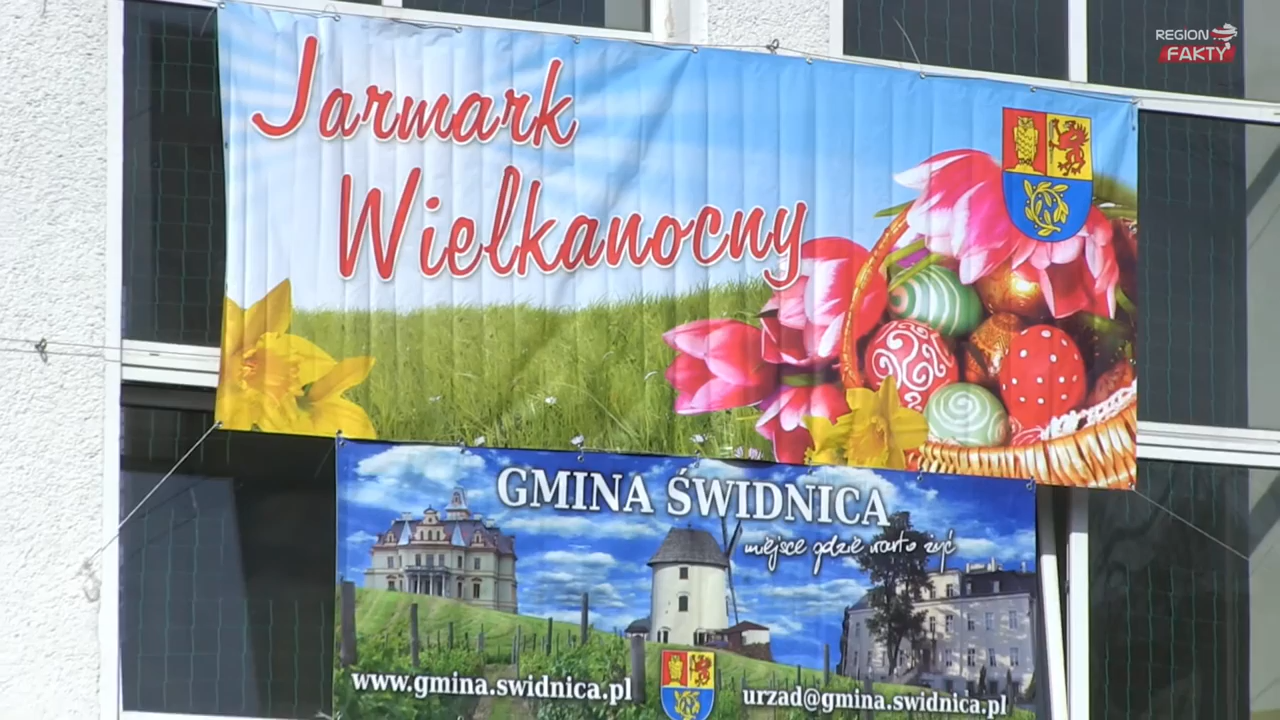 REGION
FAKTY
Jarmark
Wielkanocny
GMINA ŚWIDNICA
miejsce gdzie warto żyć
www.gmina.swidnica.pl
urzad@gmina.swidnica.pl